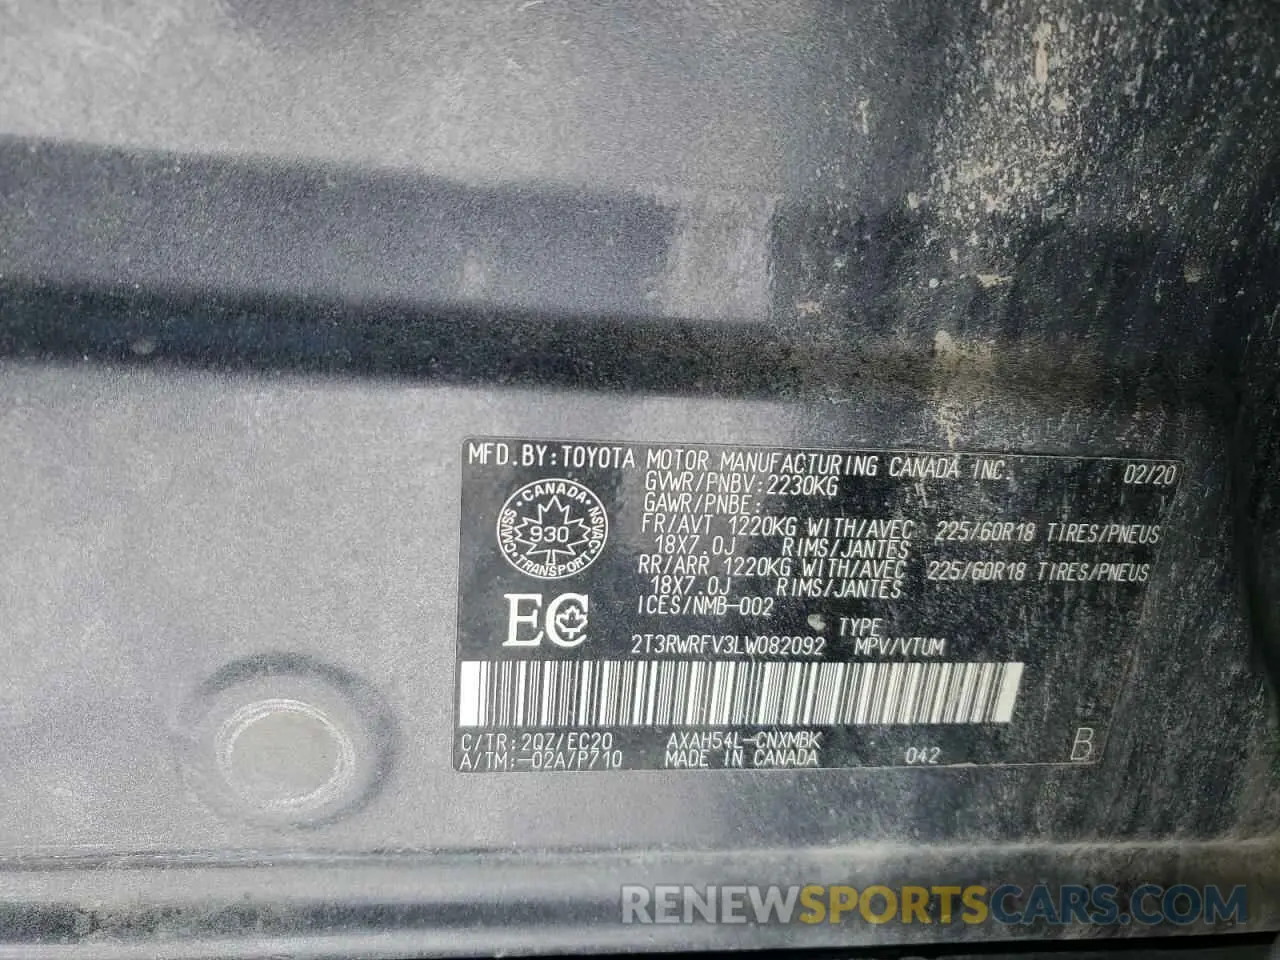 MFD.BY:TOYOTA MOTOR MANUFACTURING CANADA INC. 02/20
GVWR/PNBV:2230KG
GAWR/PNBE:
FR/AVT 1220KG WITH/AVEC 225/60R18 TIRES/PNEUS
18X7.0J RIMS/JANTES
RR/ARR 1220KG WITH/AVEC 225/60R18 TIRES/PNEUS
18X7.0J RIMS/JANTES
ICES/NMB-002
CANADA
CMVSS NSVAC
930
TRANSPORT
EC
TYPE
2T3RWRFV3LW082092 MPV/VTUM
C/TR:2QZ/EC20 AXAH54L-CNXMBK
A/TM:-02A/P710 MADE IN CANADA 042 B
RENEWSPORTSCARS.COM